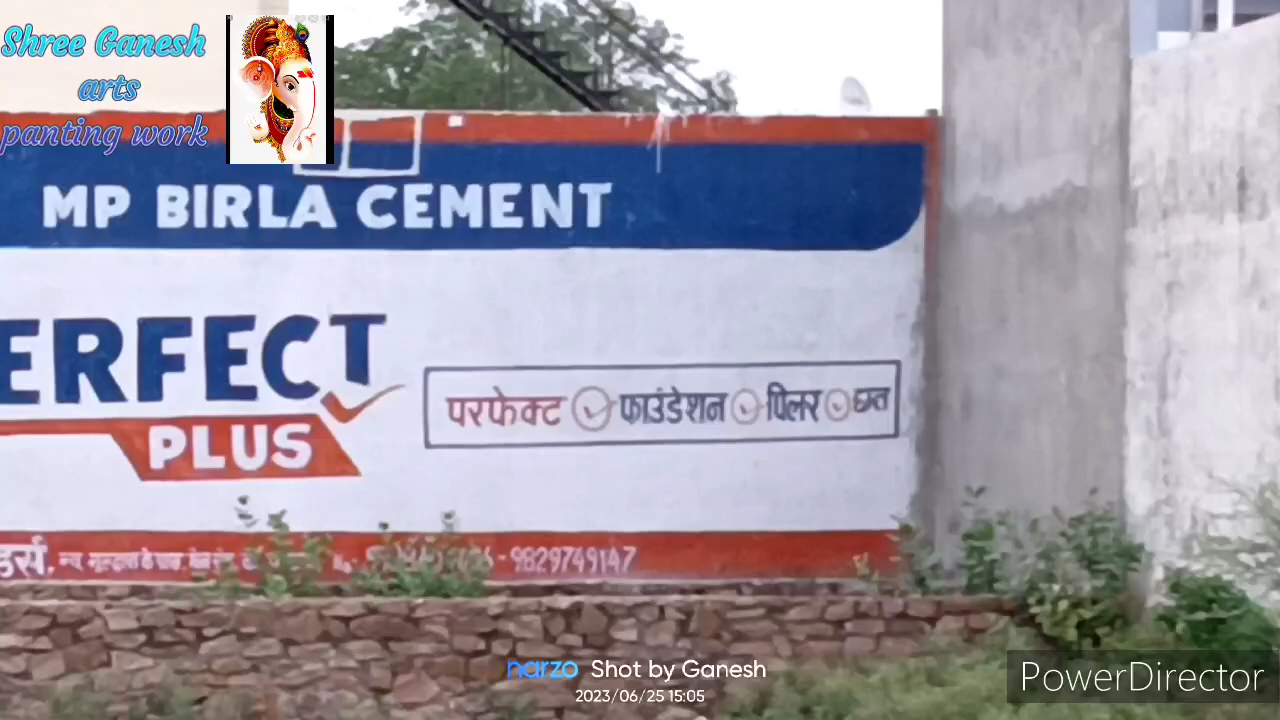 Shree Ganesh
arts
panting work
MP BIRLA CEMENT
ERFECT
PLUS
परफेक्ट फाउंडेशन पिलर छत
डर्स. - 9829749147
narzo Shot by Ganesh
2023/06/25 15:05
PowerDirector